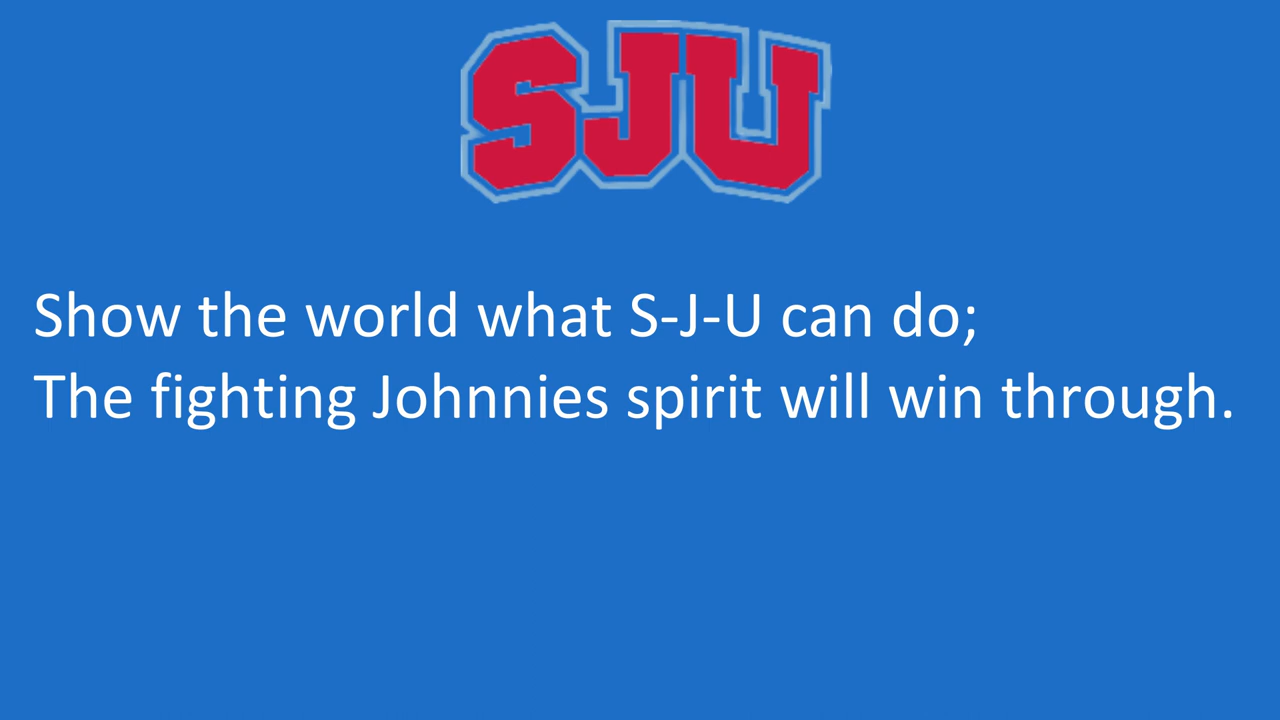 SJU
Show the world what S-J-U can do;
The fighting Johnnies spirit will win through.